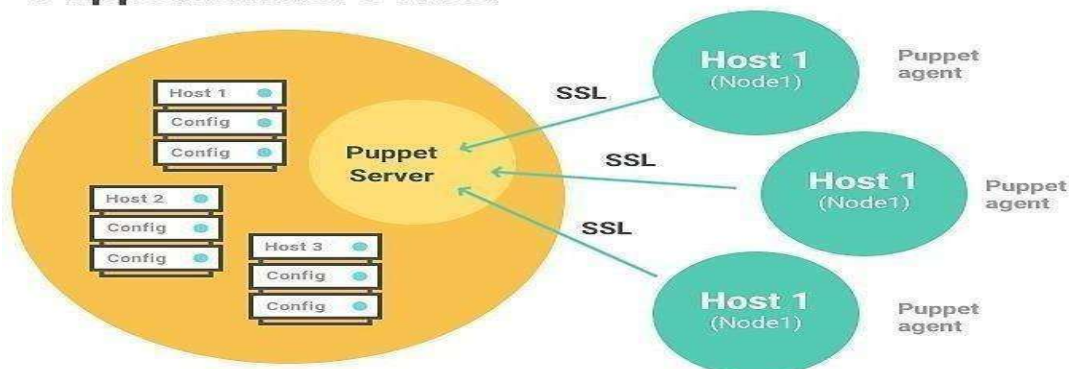 Host 1
Config
Config
Host 2
Config
Config
Host 3
Config
Config
Puppet
Server
SSL
SSL
SSL
Host 1
(Node1)
Puppet
agent
Host 1
(Node1)
Puppet
agent
Host 1
(Node1)
Puppet
agent